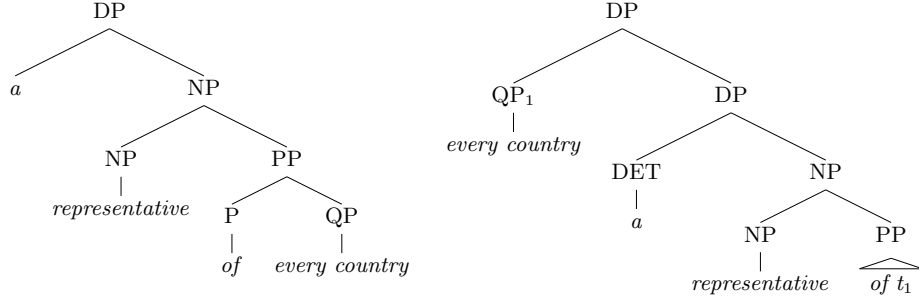 DP
a NP
NP PP
representative P QP
of every country
DP
QP₁ DP
every country DET NP
a NP PP
representative of t₁